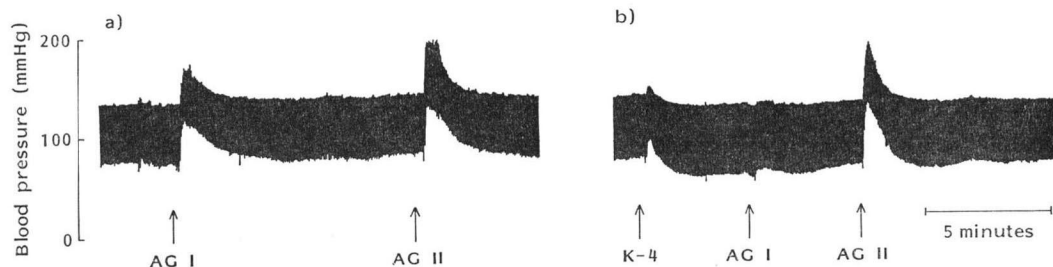 a)
b)
Blood pressure (mmHg)
200
100
0
AG I
AG II
K-4
AG I
AG II
5 minutes